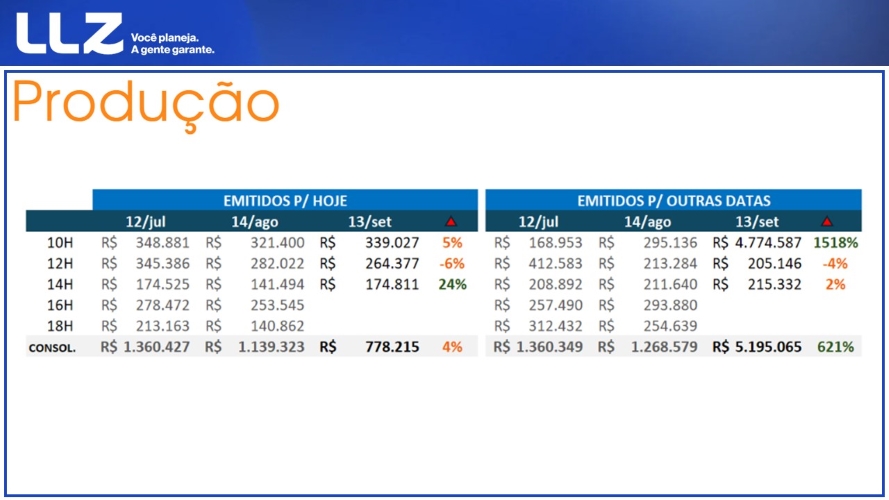 LLZ Você planeja.
A gente garante.
Produção
EMITIDOS P/ HOJE EMITIDOS P/ OUTRAS DATAS
12/jul 14/ago 13/set 12/jul 14/ago 13/set
10H R$ 348.881 R$ 321.400 R$ 339.027 5% R$ 168.953 R$ 295.136 R$ 4.774.587 1518%
12H R$ 345.386 R$ 282.022 R$ 264.377 -6% R$ 412.583 R$ 213.284 R$ 205.146 -4%
14H R$ 174.525 R$ 141.494 R$ 174.811 24% R$ 208.892 R$ 211.640 R$ 215.332 2%
16H R$ 278.472 R$ 253.545 R$ 257.490 R$ 293.880
18H R$ 213.163 R$ 140.862 R$ 312.432 R$ 254.639
CONSOL. R$ 1.360.427 R$ 1.139.323 R$ 778.215 4% R$ 1.360.349 R$ 1.268.579 R$ 5.195.065 621%